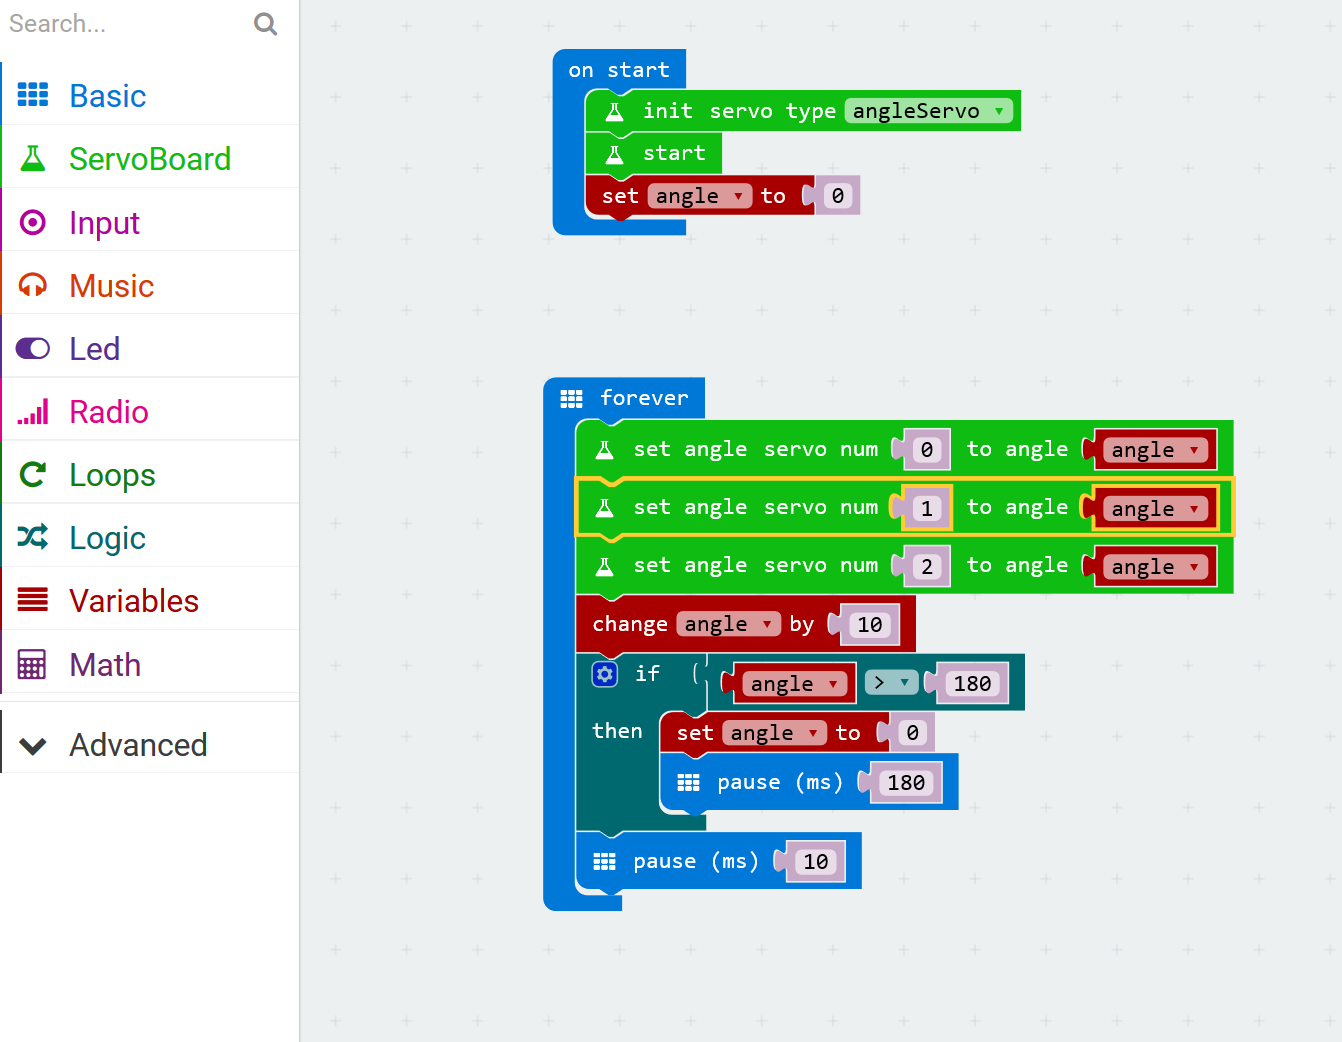 Search...
Basic
ServoBoard
Input
Music
Led
Radio
Loops
Logic
Variables
Math
Advanced
on start
init servo type angleServo
start
set angle to 0
forever
set angle servo num 0 to angle angle
set angle servo num 1 to angle angle
set angle servo num 2 to angle angle
change angle by 10
if angle > 180
then set angle to 0
pause (ms) 180
pause (ms) 10